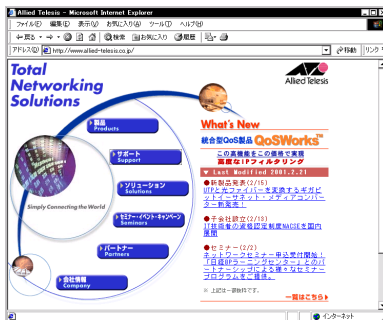 Allied Telesis - Microsoft Internet Explorer
ファイル(F) 編集(E) 表示(V) お気に入り(A) ツール(T) ヘルプ(H)
戻る 検索 お気に入り 履歴
アドレス(D) http://www.allied-telesis.co.jp/ 移動 リンク
Total
Networking
Solutions
Allied Telesis
製品
Products
サポート
Support
ソリューション
Solutions
セミナー・イベント・キャンペーン
Seminars
パートナー
Partners
会社情報
Company
Simply Connecting the World
What's New
統合型QoS製品 QoSWorks™
この高機能をこの価格で実現
高度なIPフィルタリング
▼ Last Modified 2001.2.21
●新製品発表(2/15)
UTPと光ファイバーを変換するギガビ
ットイーサネット・メディアコンバー
ター新発売！
●子会社設立(2/13)
IT技術者の資格認定制度NACSEを国内
展開
●セミナー(2/2)
ネットワークセミナー申込受付開始！
「日経BPラーニングセンター」とのパ
ートナーシップによる様々なセミナー
プログラムをご提供。
※ 上記は一部抜粋です。
一覧はこちら
インターネット